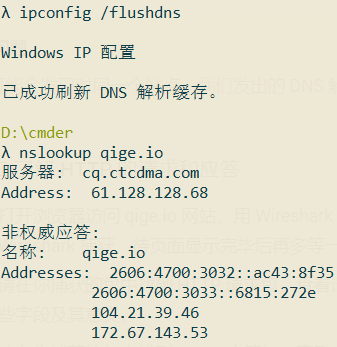 λ ipconfig /flushdns
Windows IP 配置
已成功刷新 DNS 解析缓存。
D:\cmder
λ nslookup qige.io
服务器:  cq.ctcdma.com
Address:  61.128.128.68
非权威应答:
名称:    qige.io
Addresses:  2606:4700:3032::ac43:8f35
2606:4700:3033::6815:272e
104.21.39.46
172.67.143.53